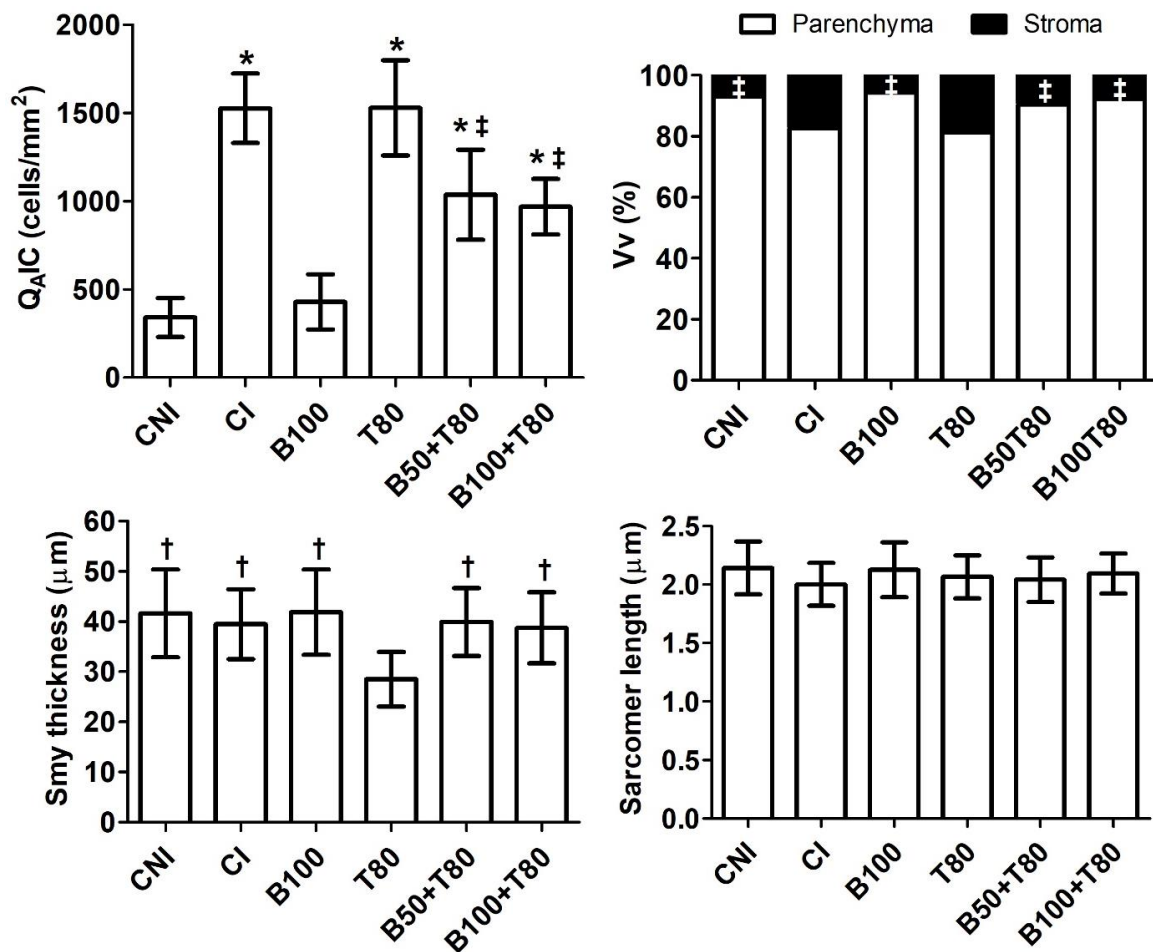 Q_AIC (cells/mm²)
2000
1500
1000
500
0
*
*
* ‡
* ‡
CNI
CI
B100
T80
B50+T80
B100+T80
Parenchyma Stroma
Vv (%)
100
80
60
40
20
0
‡
‡
‡
‡
CNI
CI
B100
T80
B50T80
B100T80
Smy thickness (μm)
60
50
40
30
20
10
0
†
†
†
†
†
CNI
CI
B100
T80
B50+T80
B100+T80
Sarcomer length (μm)
2.5
2.0
1.5
1.0
0.5
0.0
CNI
CI
B100
T80
B50+T80
B100+T80